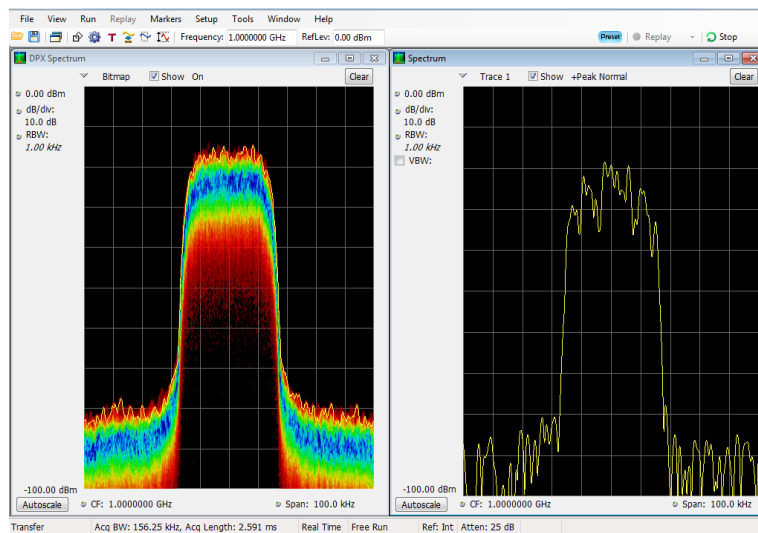 File View Run Replay Markers Setup Tools Window Help
T Frequency: 1.0000000 GHz RefLev: 0.00 dBm Preset Replay Stop
DPX Spectrum
Bitmap Show On Clear
0.00 dBm
dB/div:
10.0 dB
RBW:
1.00 kHz
-100.00 dBm
Autoscale CF: 1.0000000 GHz Span: 100.0 kHz
Spectrum
Trace 1 Show +Peak Normal Clear
0.00 dBm
dB/div:
10.0 dB
RBW:
1.00 kHz
VBW:
-100.00 dBm
Autoscale CF: 1.0000000 GHz Span: 100.0 kHz
Transfer Acq BW: 156.25 kHz, Acq Length: 2.591 ms Real Time Free Run Ref: Int Atten: 25 dB